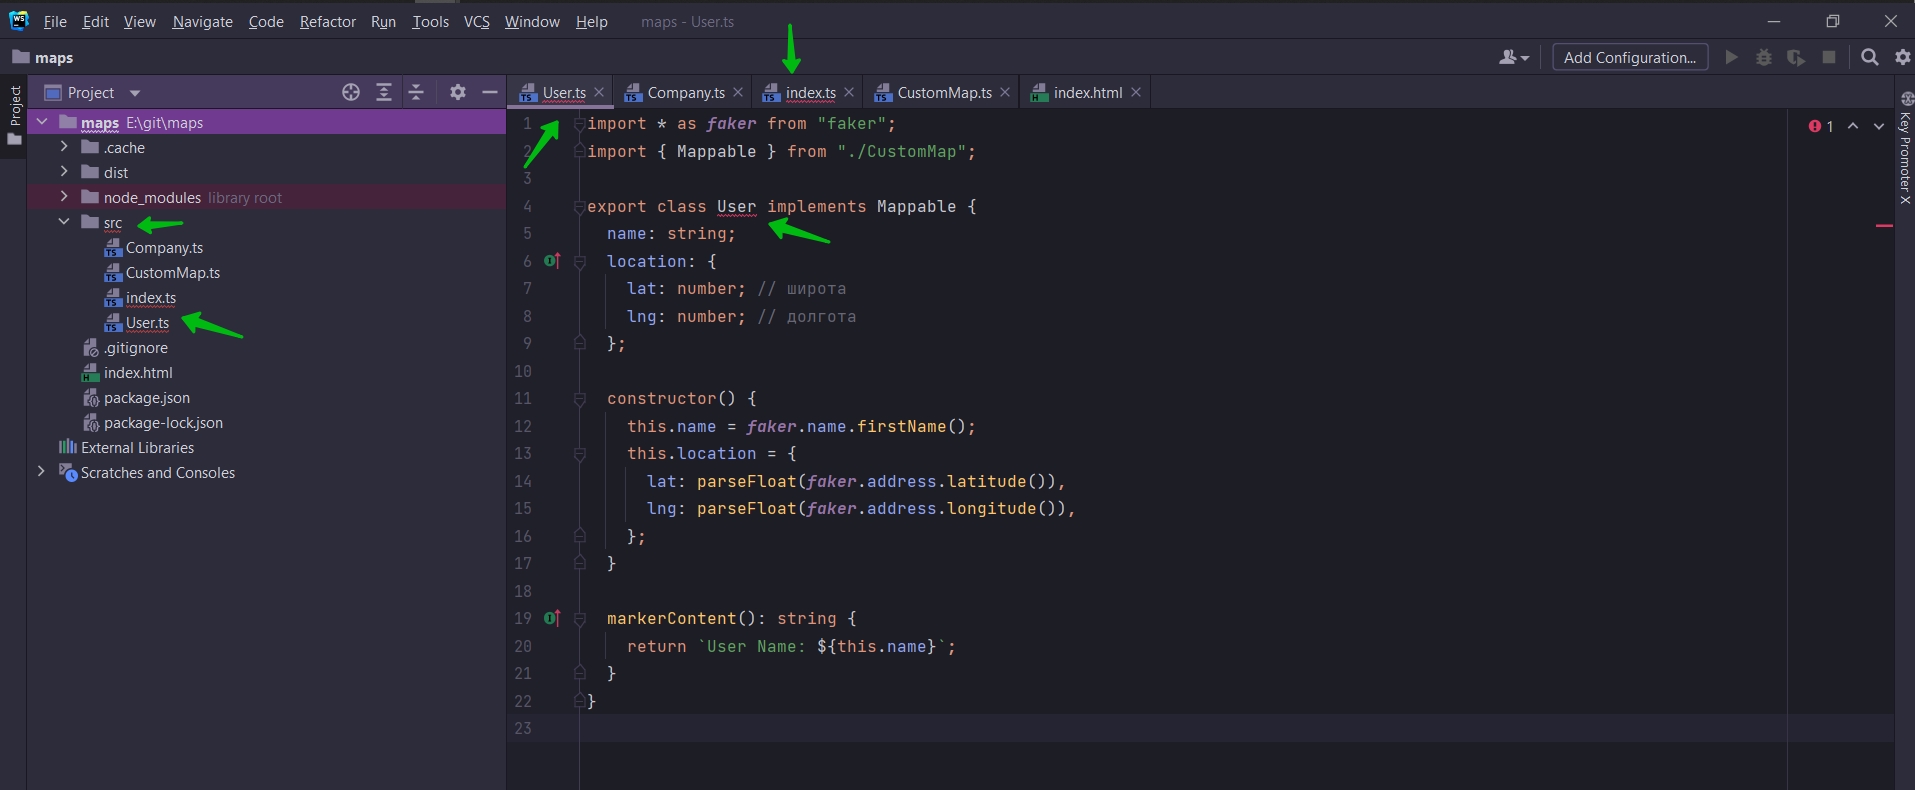 WS File Edit View Navigate Code Refactor Run Tools VCS Window Help maps - User.ts
maps
Add Configuration...
Project
Project
User.ts
Company.ts
index.ts
CustomMap.ts
index.html
maps E:\git\maps
.cache
dist
node_modules library root
src
Company.ts
CustomMap.ts
index.ts
User.ts
.gitignore
index.html
package.json
package-lock.json
External Libraries
Scratches and Consoles
1 import * as faker from "faker";
2 import { Mappable } from "./CustomMap";
3
4 export class User implements Mappable {
5 name: string;
6 location: {
7 lat: number; // широта
8 lng: number; // долгота
9 };
10
11 constructor() {
12 this.name = faker.name.firstName();
13 this.location = {
14 lat: parseFloat(faker.address.latitude()),
15 lng: parseFloat(faker.address.longitude()),
16 };
17 }
18
19 markerContent(): string {
20 return `User Name: ${this.name}`;
21 }
22 }
23
1
Key Promoter X